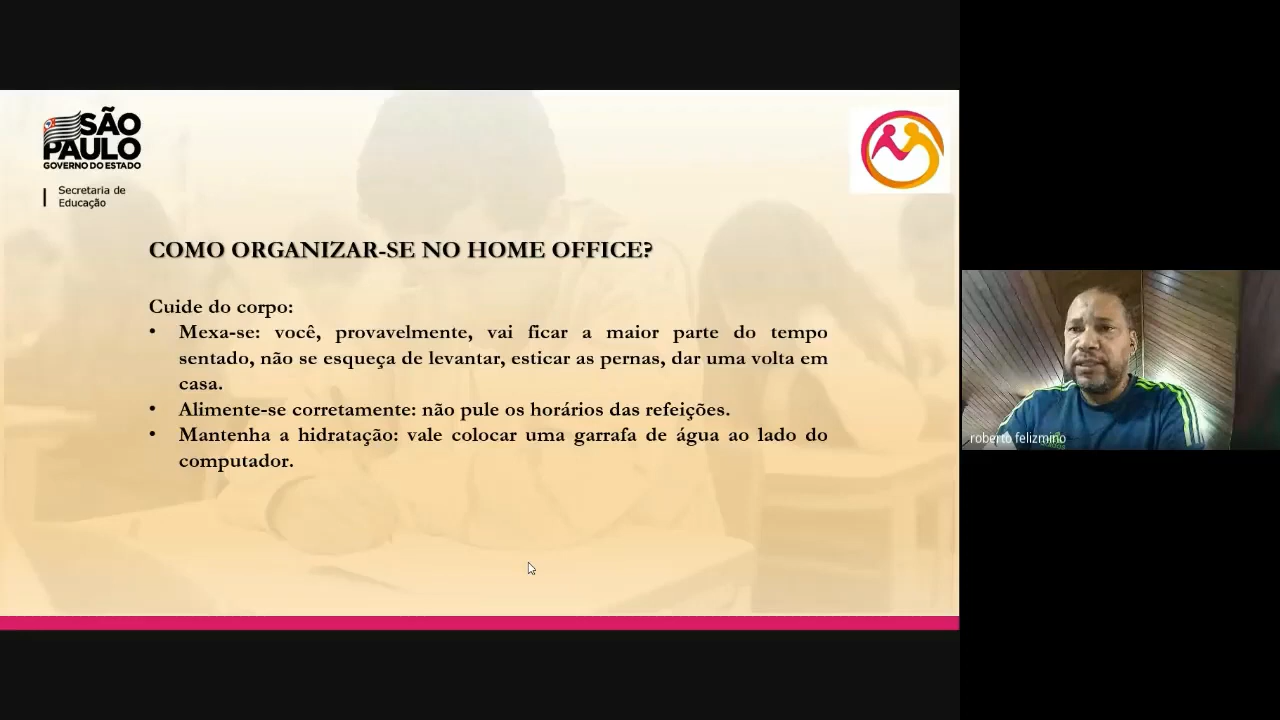 SÃO
PAULO
GOVERNO DO ESTADO
Secretaria de
Educação
COMO ORGANIZAR-SE NO HOME OFFICE?
Cuide do corpo:
• Mexa-se: você, provavelmente, vai ficar a maior parte do tempo
sentado, não se esqueça de levantar, esticar as pernas, dar uma volta em
casa.
• Alimente-se corretamente: não pule os horários das refeições.
• Mantenha a hidratação: vale colocar uma garrafa de água ao lado do
computador.
roberto felizmino